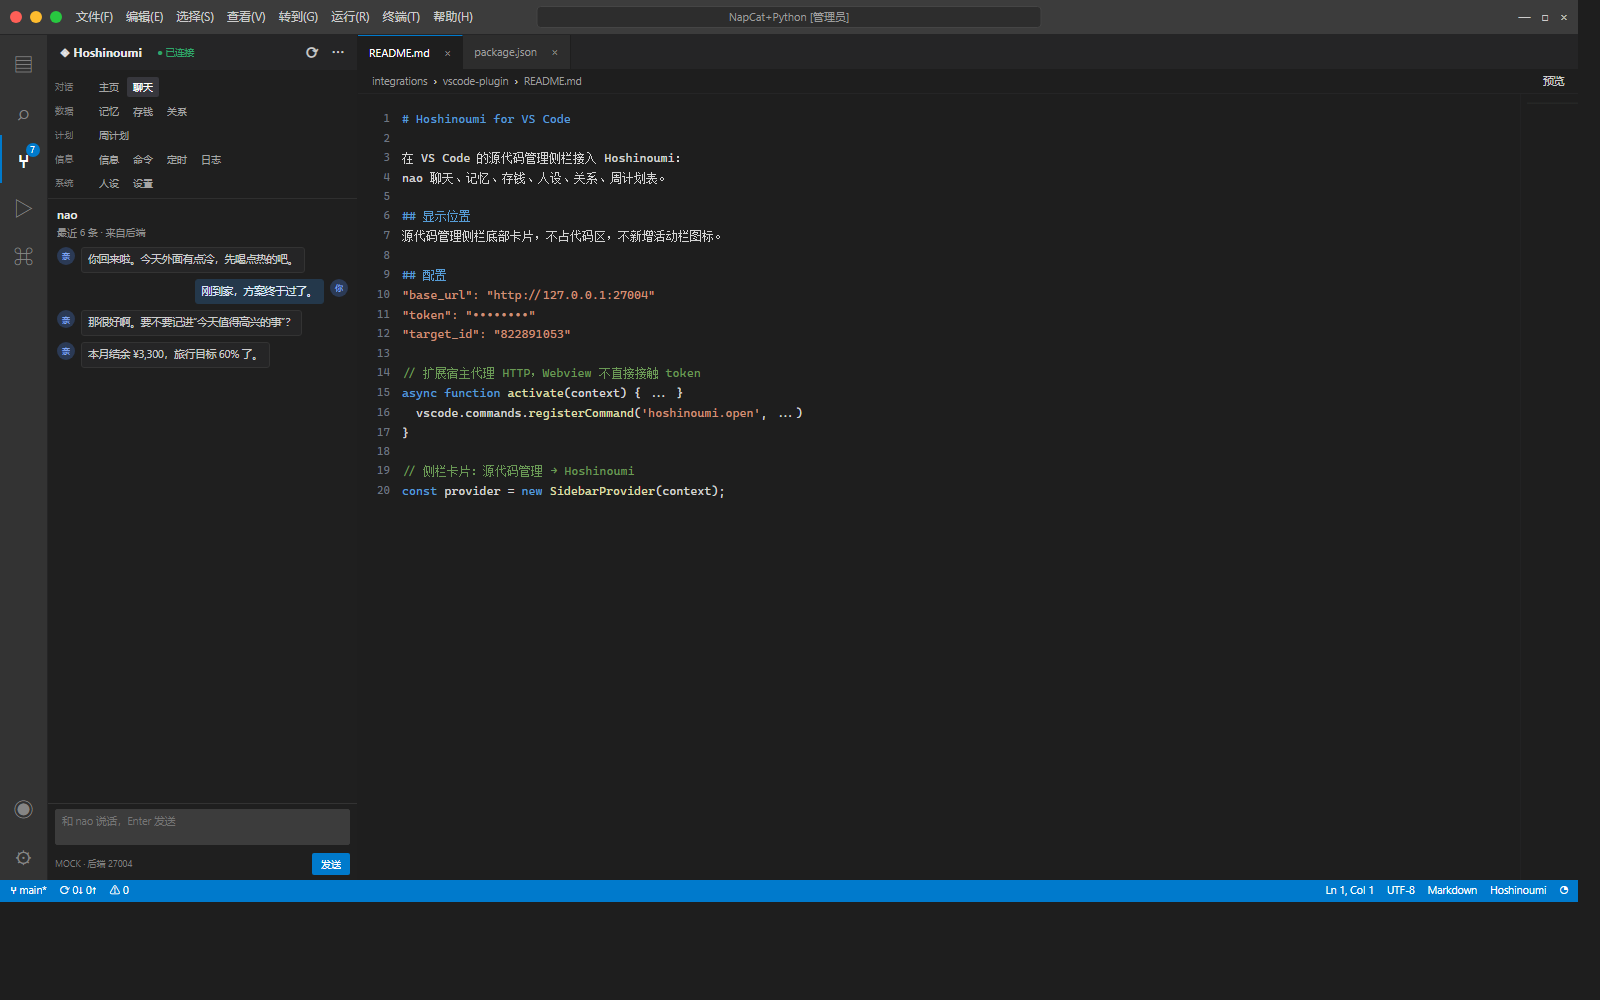 文件(F) 编辑(E) 选择(S) 查看(V) 转到(G) 运行(R) 终端(T) 帮助(H)
NapCat+Python [管理员]
7
◆ Hoshinoumi ● 已连接
对话 主页 聊天
数据 记忆 存钱 关系
计划 周计划
信息 信息 命令 定时 日志
系统 人设 设置
nao
最近 6 条 · 来自后端
你回来啦。今天外面有点冷，先喝点热的吧。
刚到家，方案终于过了。 你
那很好啊。要不要记进“今天值得高兴的事”？
本月结余 ¥3,300，旅行目标 60% 了。
和 nao 说话，Enter 发送
MOCK · 后端 27004
发送
README.md × package.json ×
integrations › vscode-plugin › README.md
预览
1 # Hoshinoumi for VS Code
2
3 在 VS Code 的源代码管理侧栏接入 Hoshinoumi:
4 nao 聊天、记忆、存钱、人设、关系、周计划表。
5
6 ## 显示位置
7 源代码管理侧栏底部卡片，不占代码区，不新增活动栏图标。
8
9 ## 配置
10 "base_url": "http://127.0.0.1:27004"
11 "token": "••••••••"
12 "target_id": "822891053"
13
14 // 扩展宿主代理 HTTP，Webview 不直接接触 token
15 async function activate(context) { ... }
16 vscode.commands.registerCommand('hoshinoumi.open', ...)
17 }
18
19 // 侧栏卡片：源代码管理 → Hoshinoumi
20 const provider = new SidebarProvider(context);
main* 0↓ 0↑ ⚠ 0
Ln 1, Col 1 UTF-8 Markdown Hoshinoumi